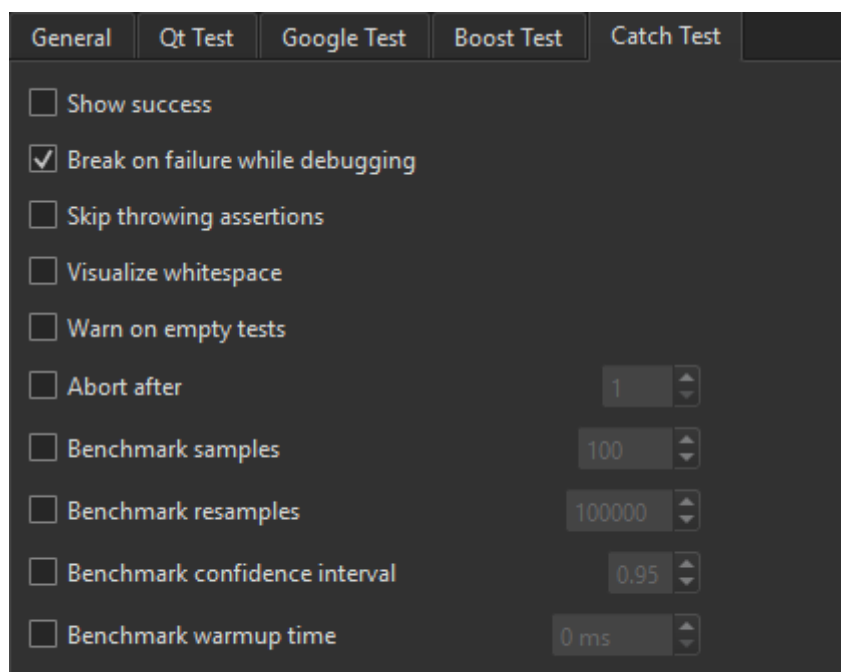 General Qt Test Google Test Boost Test Catch Test
Show success
Break on failure while debugging
Skip throwing assertions
Visualize whitespace
Warn on empty tests
Abort after 1
Benchmark samples 100
Benchmark resamples 100000
Benchmark confidence interval 0.95
Benchmark warmup time 0 ms